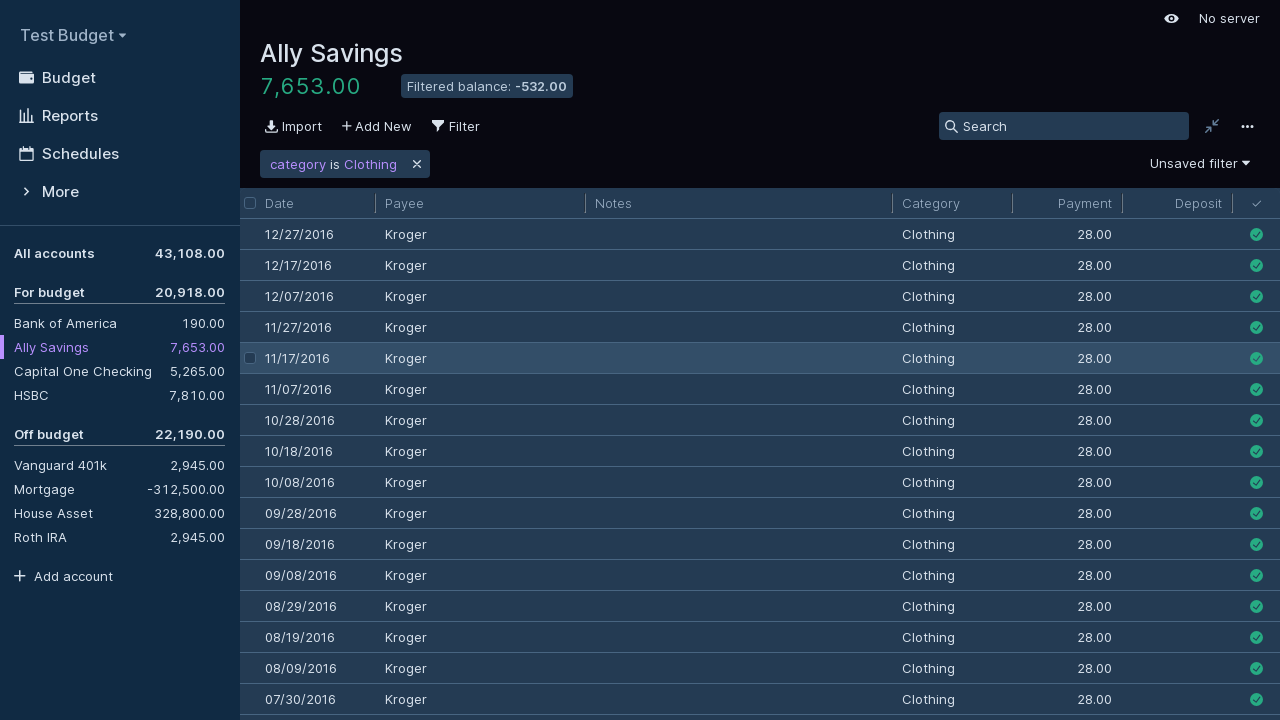 Test Budget
Budget
Reports
Schedules
More
All accounts 43,108.00
For budget 20,918.00
Bank of America 190.00
Ally Savings 7,653.00
Capital One Checking 5,265.00
HSBC 7,810.00
Off budget 22,190.00
Vanguard 401k 2,945.00
Mortgage -312,500.00
House Asset 328,800.00
Roth IRA 2,945.00
Add account
No server
Ally Savings
7,653.00 Filtered balance: -532.00
Import Add New Filter Search
category is Clothing Unsaved filter
Date Payee Notes Category Payment Deposit
12/27/2016 Kroger Clothing 28.00
12/17/2016 Kroger Clothing 28.00
12/07/2016 Kroger Clothing 28.00
11/27/2016 Kroger Clothing 28.00
11/17/2016 Kroger Clothing 28.00
11/07/2016 Kroger Clothing 28.00
10/28/2016 Kroger Clothing 28.00
10/18/2016 Kroger Clothing 28.00
10/08/2016 Kroger Clothing 28.00
09/28/2016 Kroger Clothing 28.00
09/18/2016 Kroger Clothing 28.00
09/08/2016 Kroger Clothing 28.00
08/29/2016 Kroger Clothing 28.00
08/19/2016 Kroger Clothing 28.00
08/09/2016 Kroger Clothing 28.00
07/30/2016 Kroger Clothing 28.00